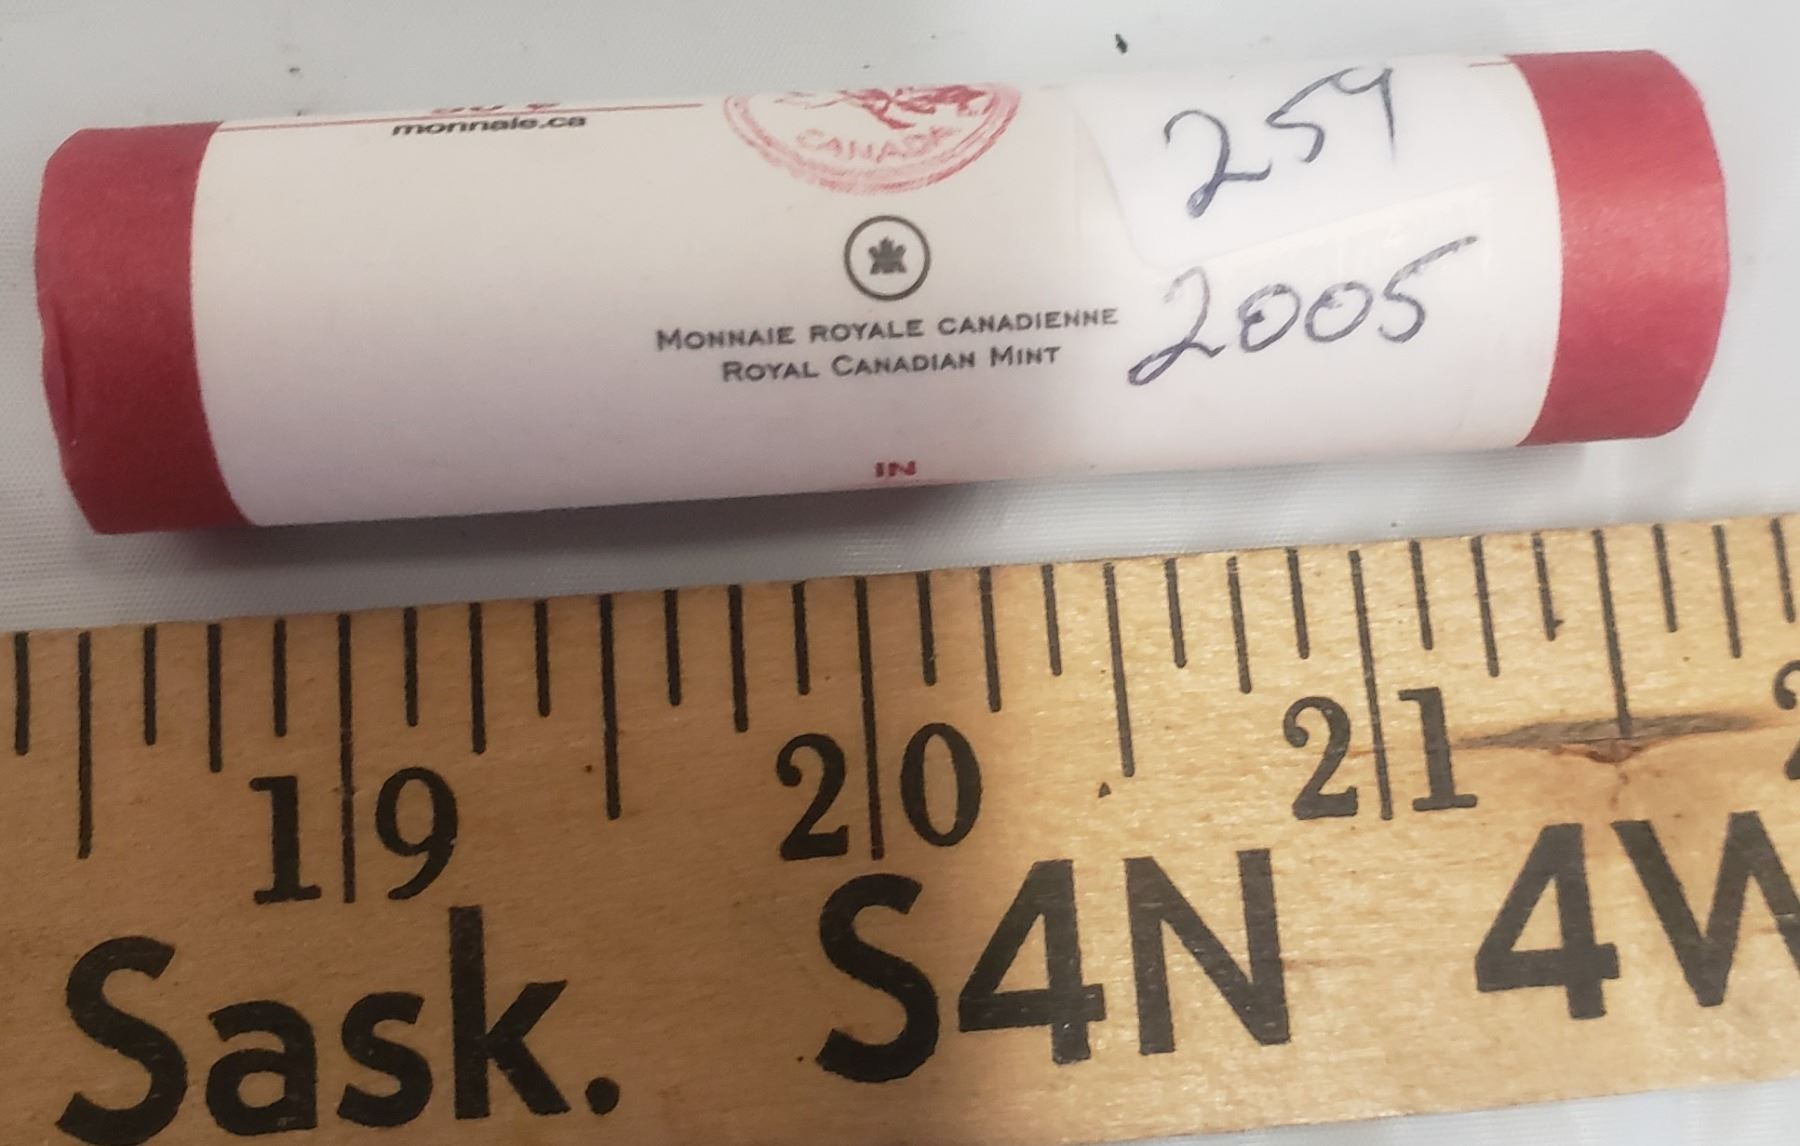 monnaie.ca
CANADA
259
2005
MONNAIE ROYALE CANADIENNE
ROYAL CANADIAN MINT
IN
19 20 21
Sask. S4N 4W